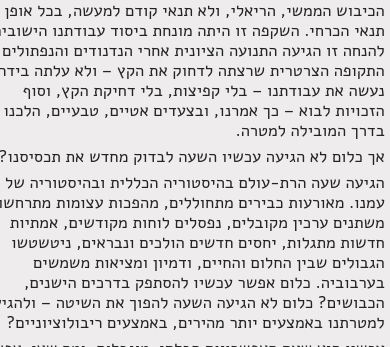 הכיבוש הממשי, הריאלי, ולא תנאי קודם למעשה, בכל אופן
תנאי הכרחי. השקפה זו היתה מונחת ביסוד עבודתנו
להנחה זו הגיעה התנועה הציונית אחרי הנדנודים והנפתולים
התקופה הצרטרית שרצתה לדחוק את הקץ – ולא עלתה
נעשה את עבודתנו – בלי קפיצות, בלי דחיקת הקץ, וסוף
הזכויות לבוא – כך אמרנו, ובצעדים אטיים, טבעיים, הלכנו
בדרך המובילה למטרה.
אך כלום לא הגיעה עכשיו השעה לבדוק מחדש את תכסיסנו?
הגיעה שעה הרת-עולם בהיסטוריה הכללית ובהיסטוריה של
עמנו. מאורעות כבירים מתחוללים, מהפכות עצומות
משתנים ערכין מקובלים, נפסלים לוחות מקודשים, אמתיות
חדשות מתגלות, יחסים חדשים הולכים ונבראים, ניטשטשו
הגבולים שבין החלום והחיים, ודמיון ומציאות משמשים
בערבוביה. כלום אפשר עכשיו להסתפק בדרכים הישנים,
הכבושים? כלום לא הגיעה השעה להפוך את השיטה –
למטרתנו באמצעים יותר מהירים, באמצעים ריבולוציוניים?